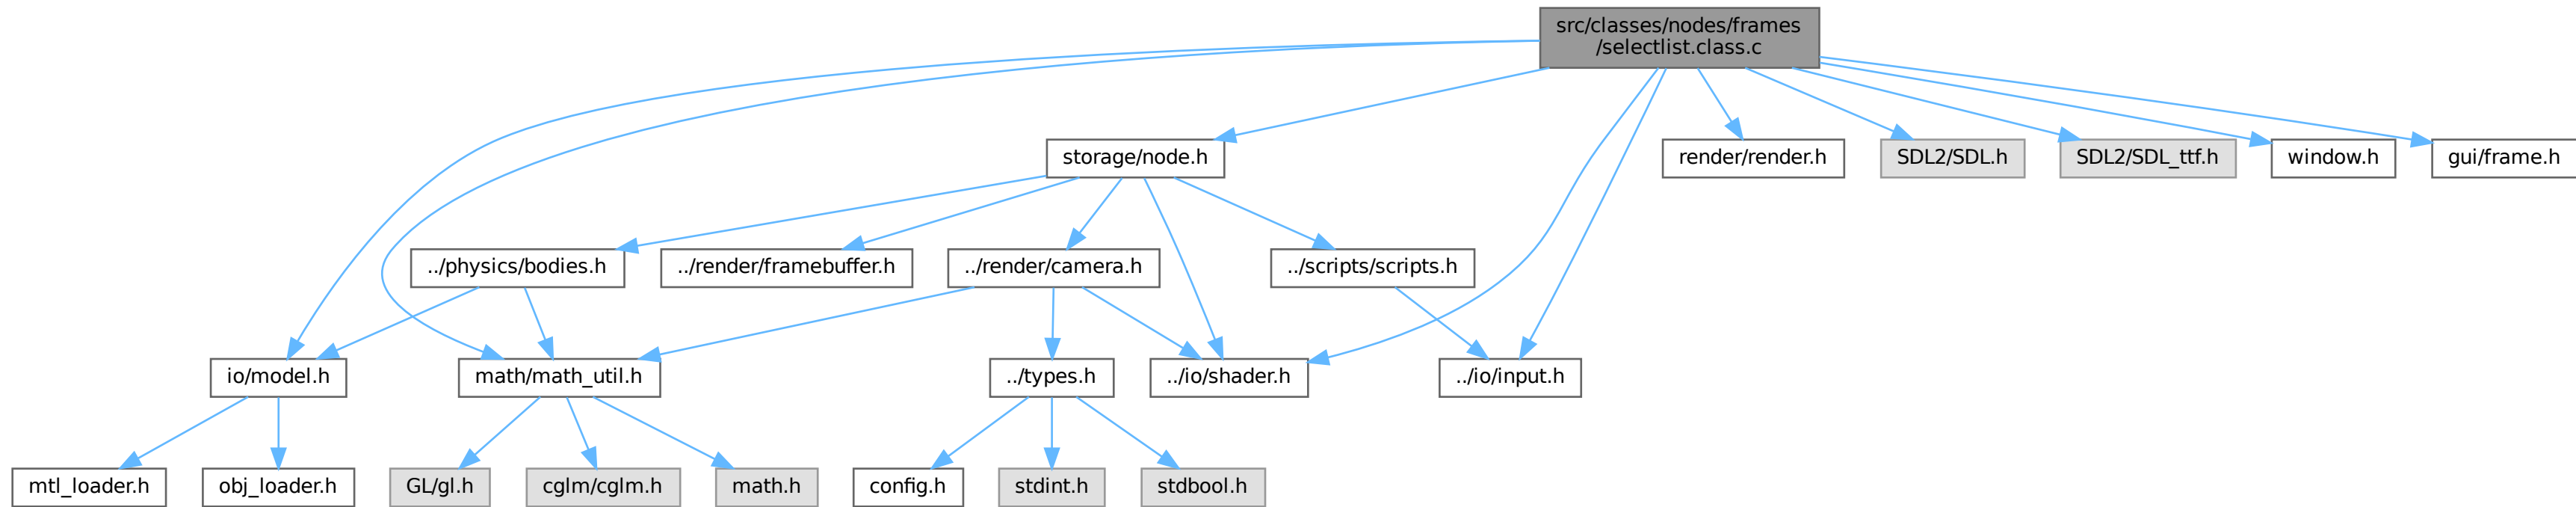 src/classes/nodes/frames
/selectlist.class.c
storage/node.h
render/render.h
SDL2/SDL.h
SDL2/SDL_ttf.h
window.h
gui/frame.h
../physics/bodies.h
../render/framebuffer.h
../render/camera.h
../scripts/scripts.h
io/model.h
math/math_util.h
../types.h
../io/shader.h
../io/input.h
mtl_loader.h
obj_loader.h
GL/gl.h
cglm/cglm.h
math.h
config.h
stdint.h
stdbool.h